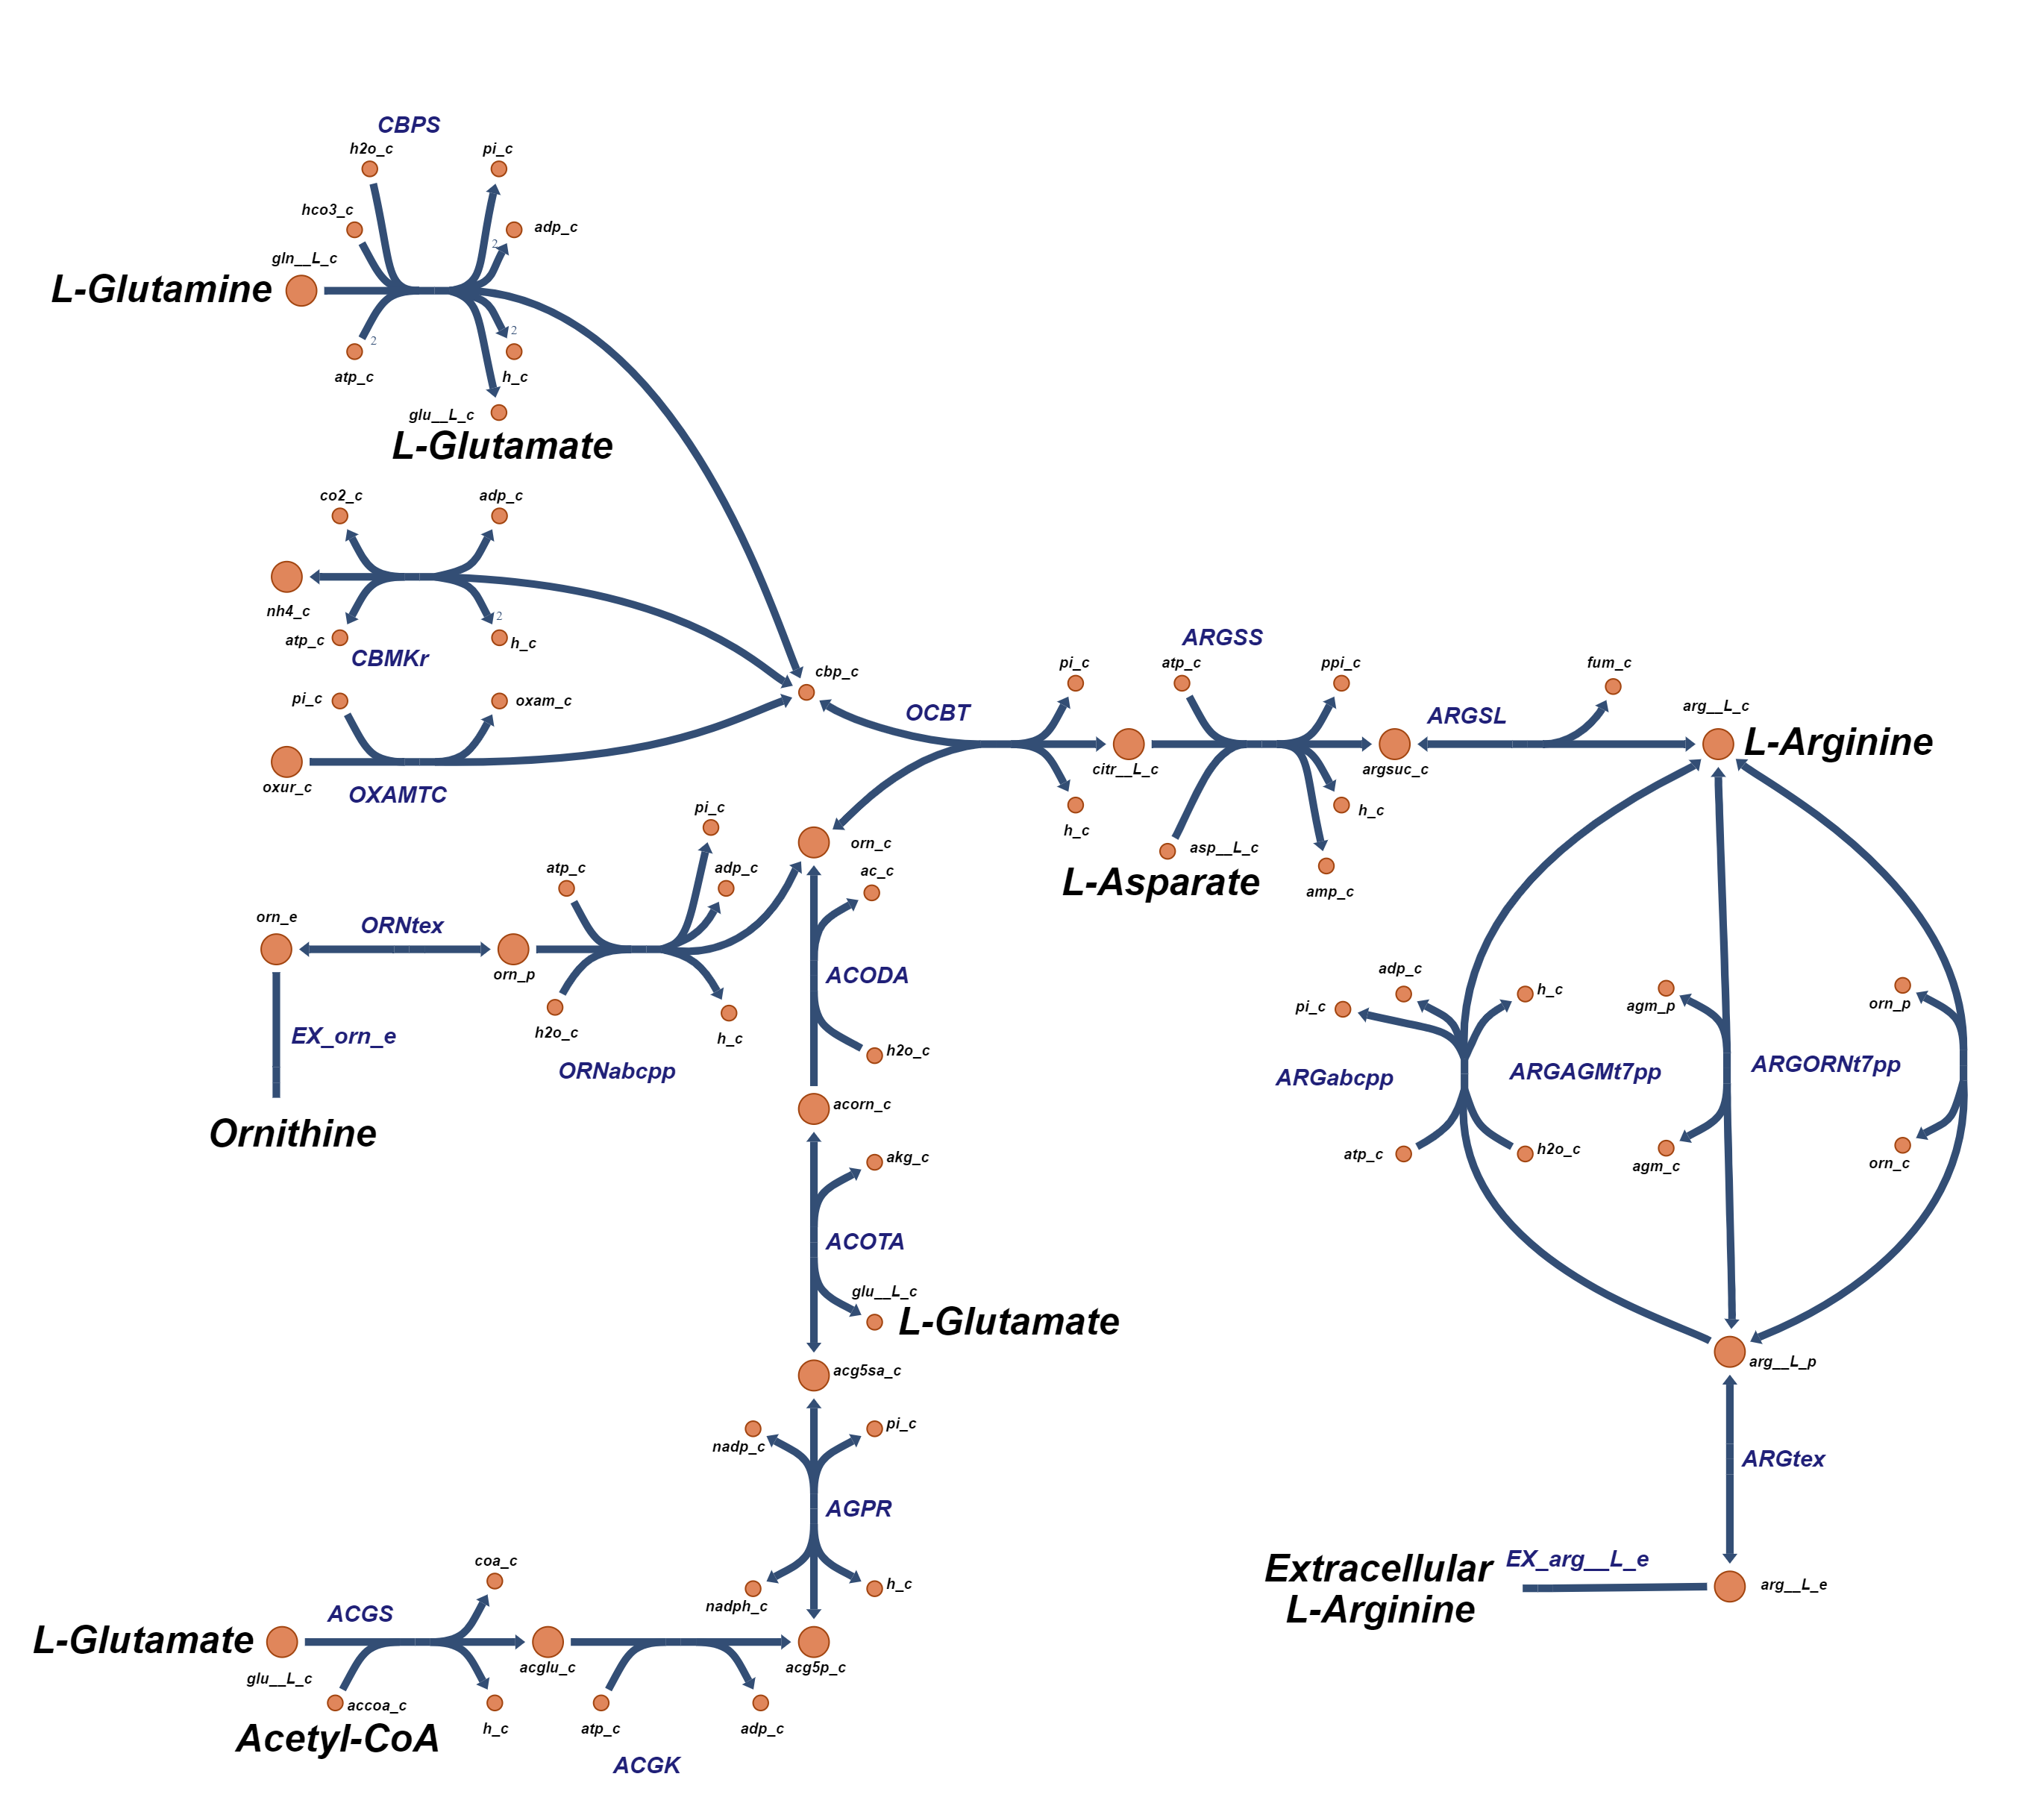 CBPS
h2o_c
pi_c
hco3_c
adp_c
2
gln__L_c
L-Glutamine
2
2
atp_c
h_c
glu__L_c
L-Glutamate
co2_c
adp_c
nh4_c
2
atp_c
h_c
CBMKr
pi_c
oxam_c
oxur_c
OXAMTC
cbp_c
OCBT
pi_c
h_c
citr__L_c
ARGSS
atp_c
ppi_c
asp__L_c
L-Asparate
h_c
amp_c
argsuc_c
ARGSL
fum_c
arg__L_c
L-Arginine
pi_c
atp_c
adp_c
orn_c
ac_c
orn_e
ORNtex
orn_p
h2o_c
h_c
ORNabcpp
EX_orn_e
Ornithine
ACODA
h2o_c
acorn_c
akg_c
ACOTA
glu__L_c
L-Glutamate
acg5sa_c
nadp_c
pi_c
AGPR
nadph_c
h_c
adp_c
pi_c
h_c
ARGabcpp
atp_c
h2o_c
agm_p
ARGAGMt7pp
agm_c
orn_p
ARGORNt7pp
orn_c
arg__L_p
ARGtex
Extracellular
L-Arginine
EX_arg__L_e
arg__L_e
coa_c
ACGS
L-Glutamate
glu__L_c
accoa_c
Acetyl-CoA
h_c
acglu_c
atp_c
adp_c
ACGK
acg5p_c